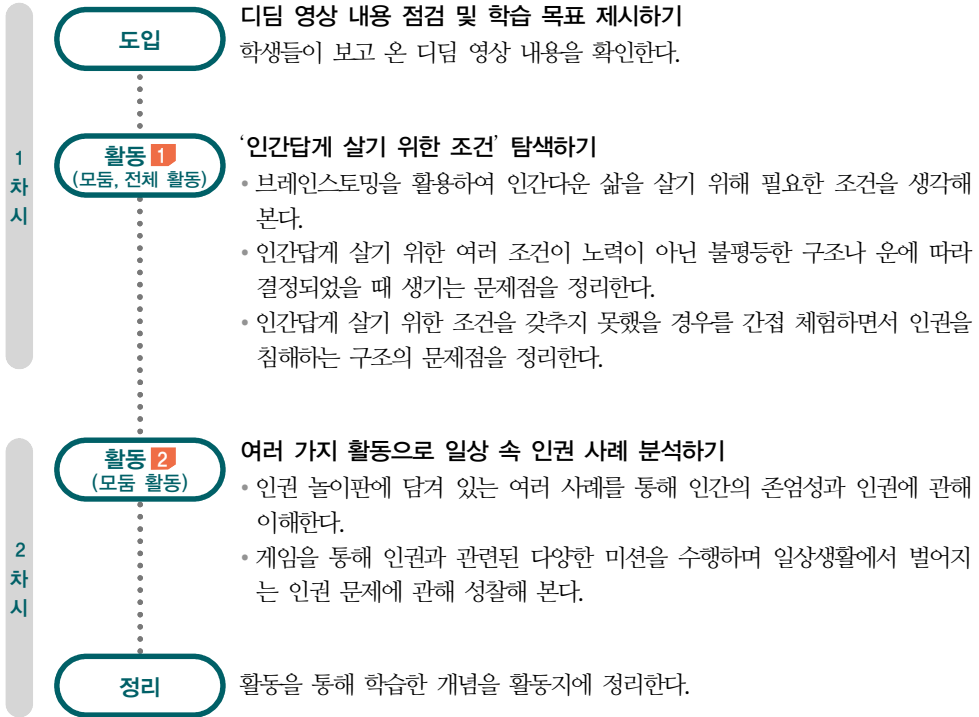 디딤 영상 내용 점검 및 학습 목표 제시하기
도입
학생들이 보고 온 디딤 영상 내용을 확인한다.
1
차
시
활동 1
(모둠, 전체 활동)
‘인간답게 살기 위한 조건’ 탐색하기
• 브레인스토밍을 활용하여 인간다운 삶을 살기 위해 필요한 조건을 생각해
본다.
• 인간답게 살기 위한 여러 조건이 노력이 아닌 불평등한 구조나 운에 따라
결정되었을 때 생기는 문제점을 정리한다.
• 인간답게 살기 위한 조건을 갖추지 못했을 경우를 간접 체험하면서 인권을
침해하는 구조의 문제점을 정리한다.
2
차
시
활동 2
(모둠 활동)
여러 가지 활동으로 일상 속 인권 사례 분석하기
• 인권 놀이판에 담겨 있는 여러 사례를 통해 인간의 존엄성과 인권에 관해
이해한다.
• 게임을 통해 인권과 관련된 다양한 미션을 수행하며 일상생활에서 벌어지
는 인권 문제에 관해 성찰해 본다.
정리
활동을 통해 학습한 개념을 활동지에 정리한다.